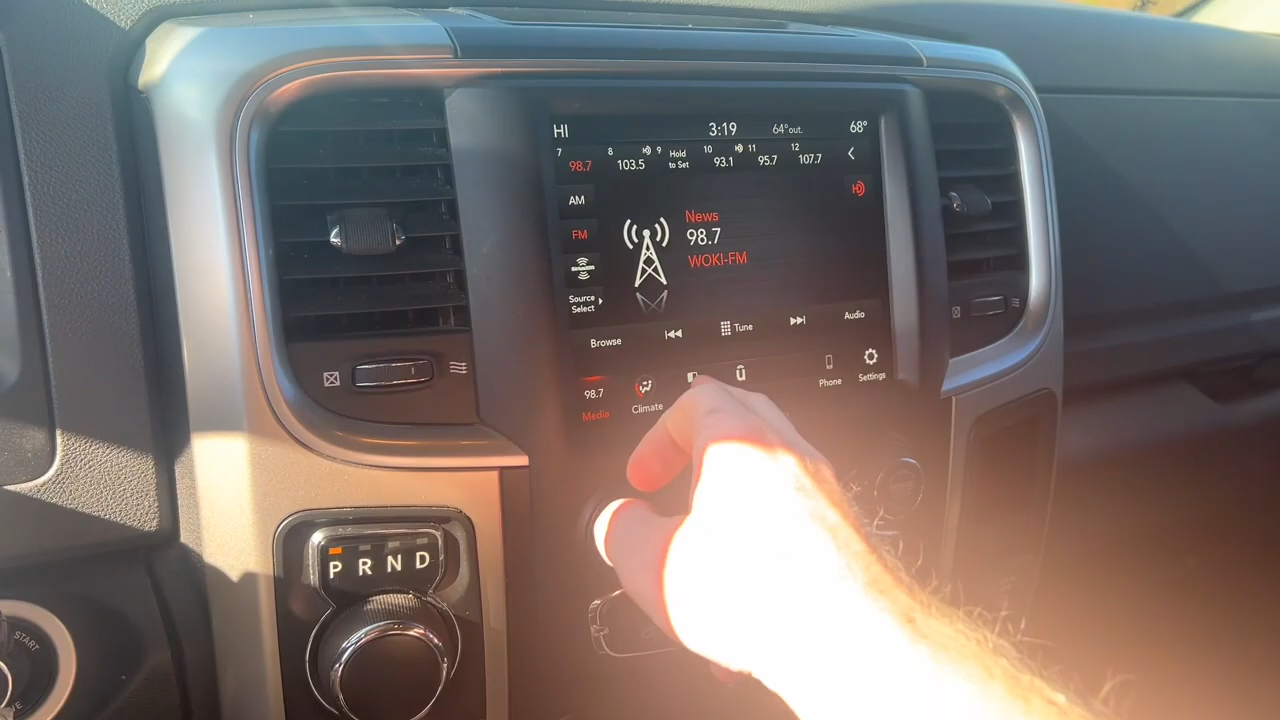 HI 3:19 64°out. 68°
7 8 9 10 11 12
98.7 103.5 Hold to Set 93.1 95.7 107.7
AM
FM
SiriusXM
Source
Select
News
98.7
WOKI-FM
Browse Tune Audio
98.7
Media
Climate
ū
Phone
Settings
P R N D
START